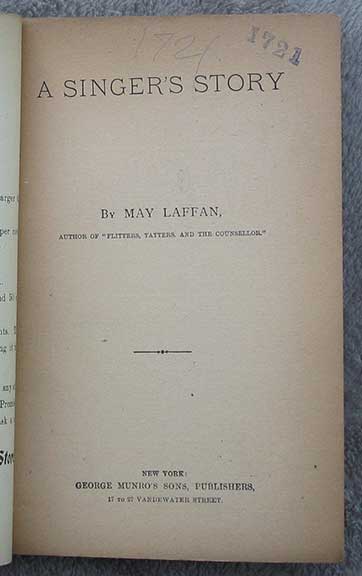 1721
1721
A SINGER'S STORY
BY MAY LAFFAN,
AUTHOR OF "FLITTERS, TATTERS, AND THE COUNSELLOR."
NEW YORK:
GEORGE MUNRO'S SONS, PUBLISHERS,
17 TO 27 VANDEWATER STREET.